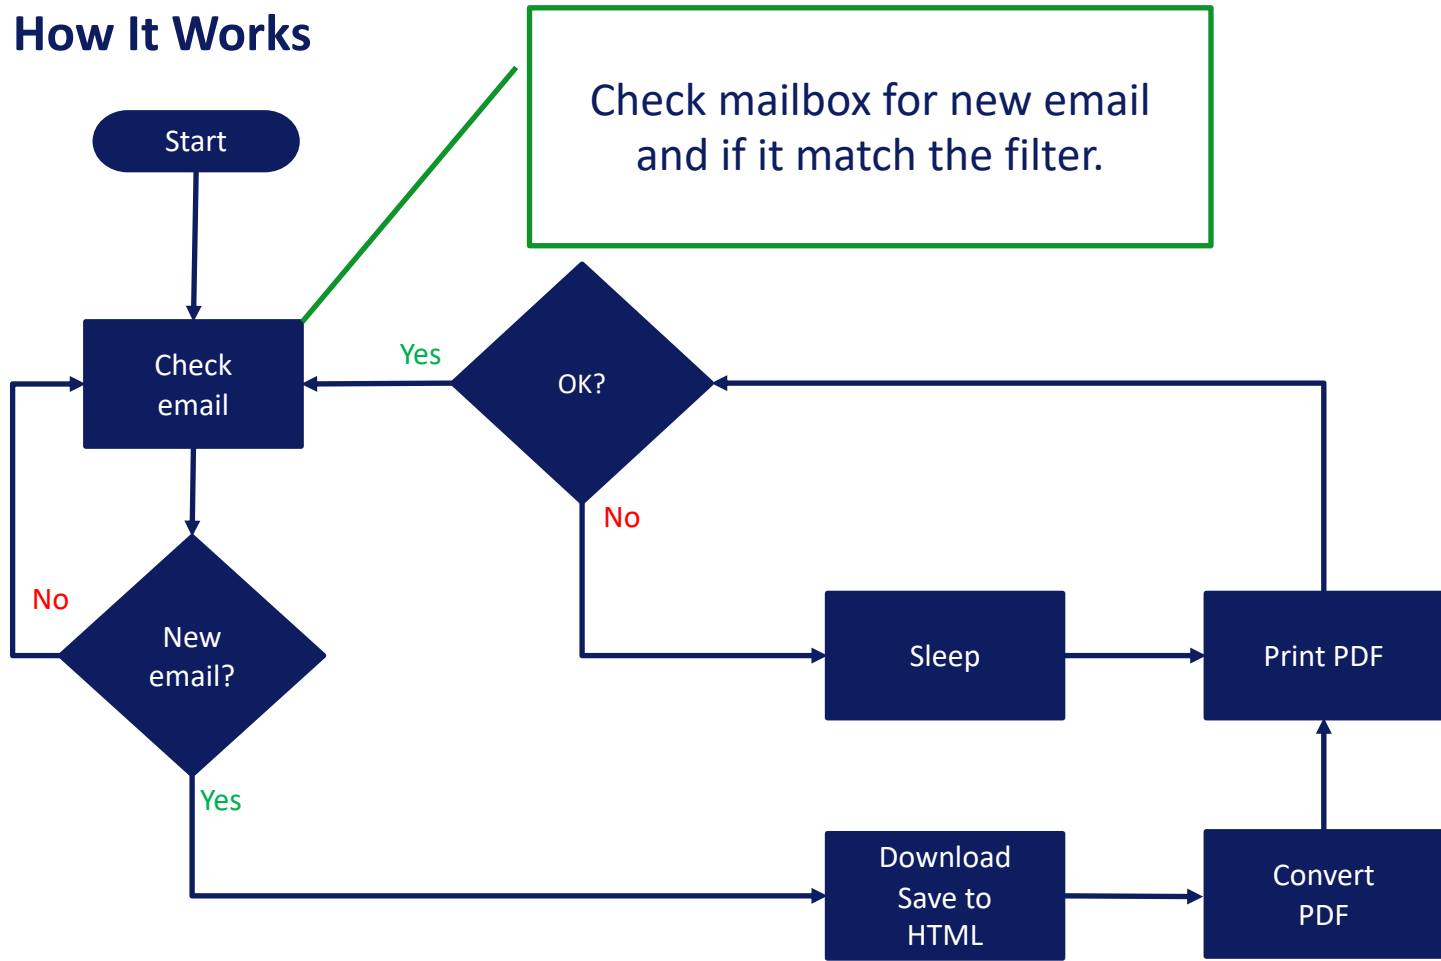 How It Works
Check mailbox for new email
and if it match the filter.
Start
Check
email
Yes
OK?
No
No
New
email?
Sleep
Print PDF
Yes
Download
Save to
HTML
Convert
PDF